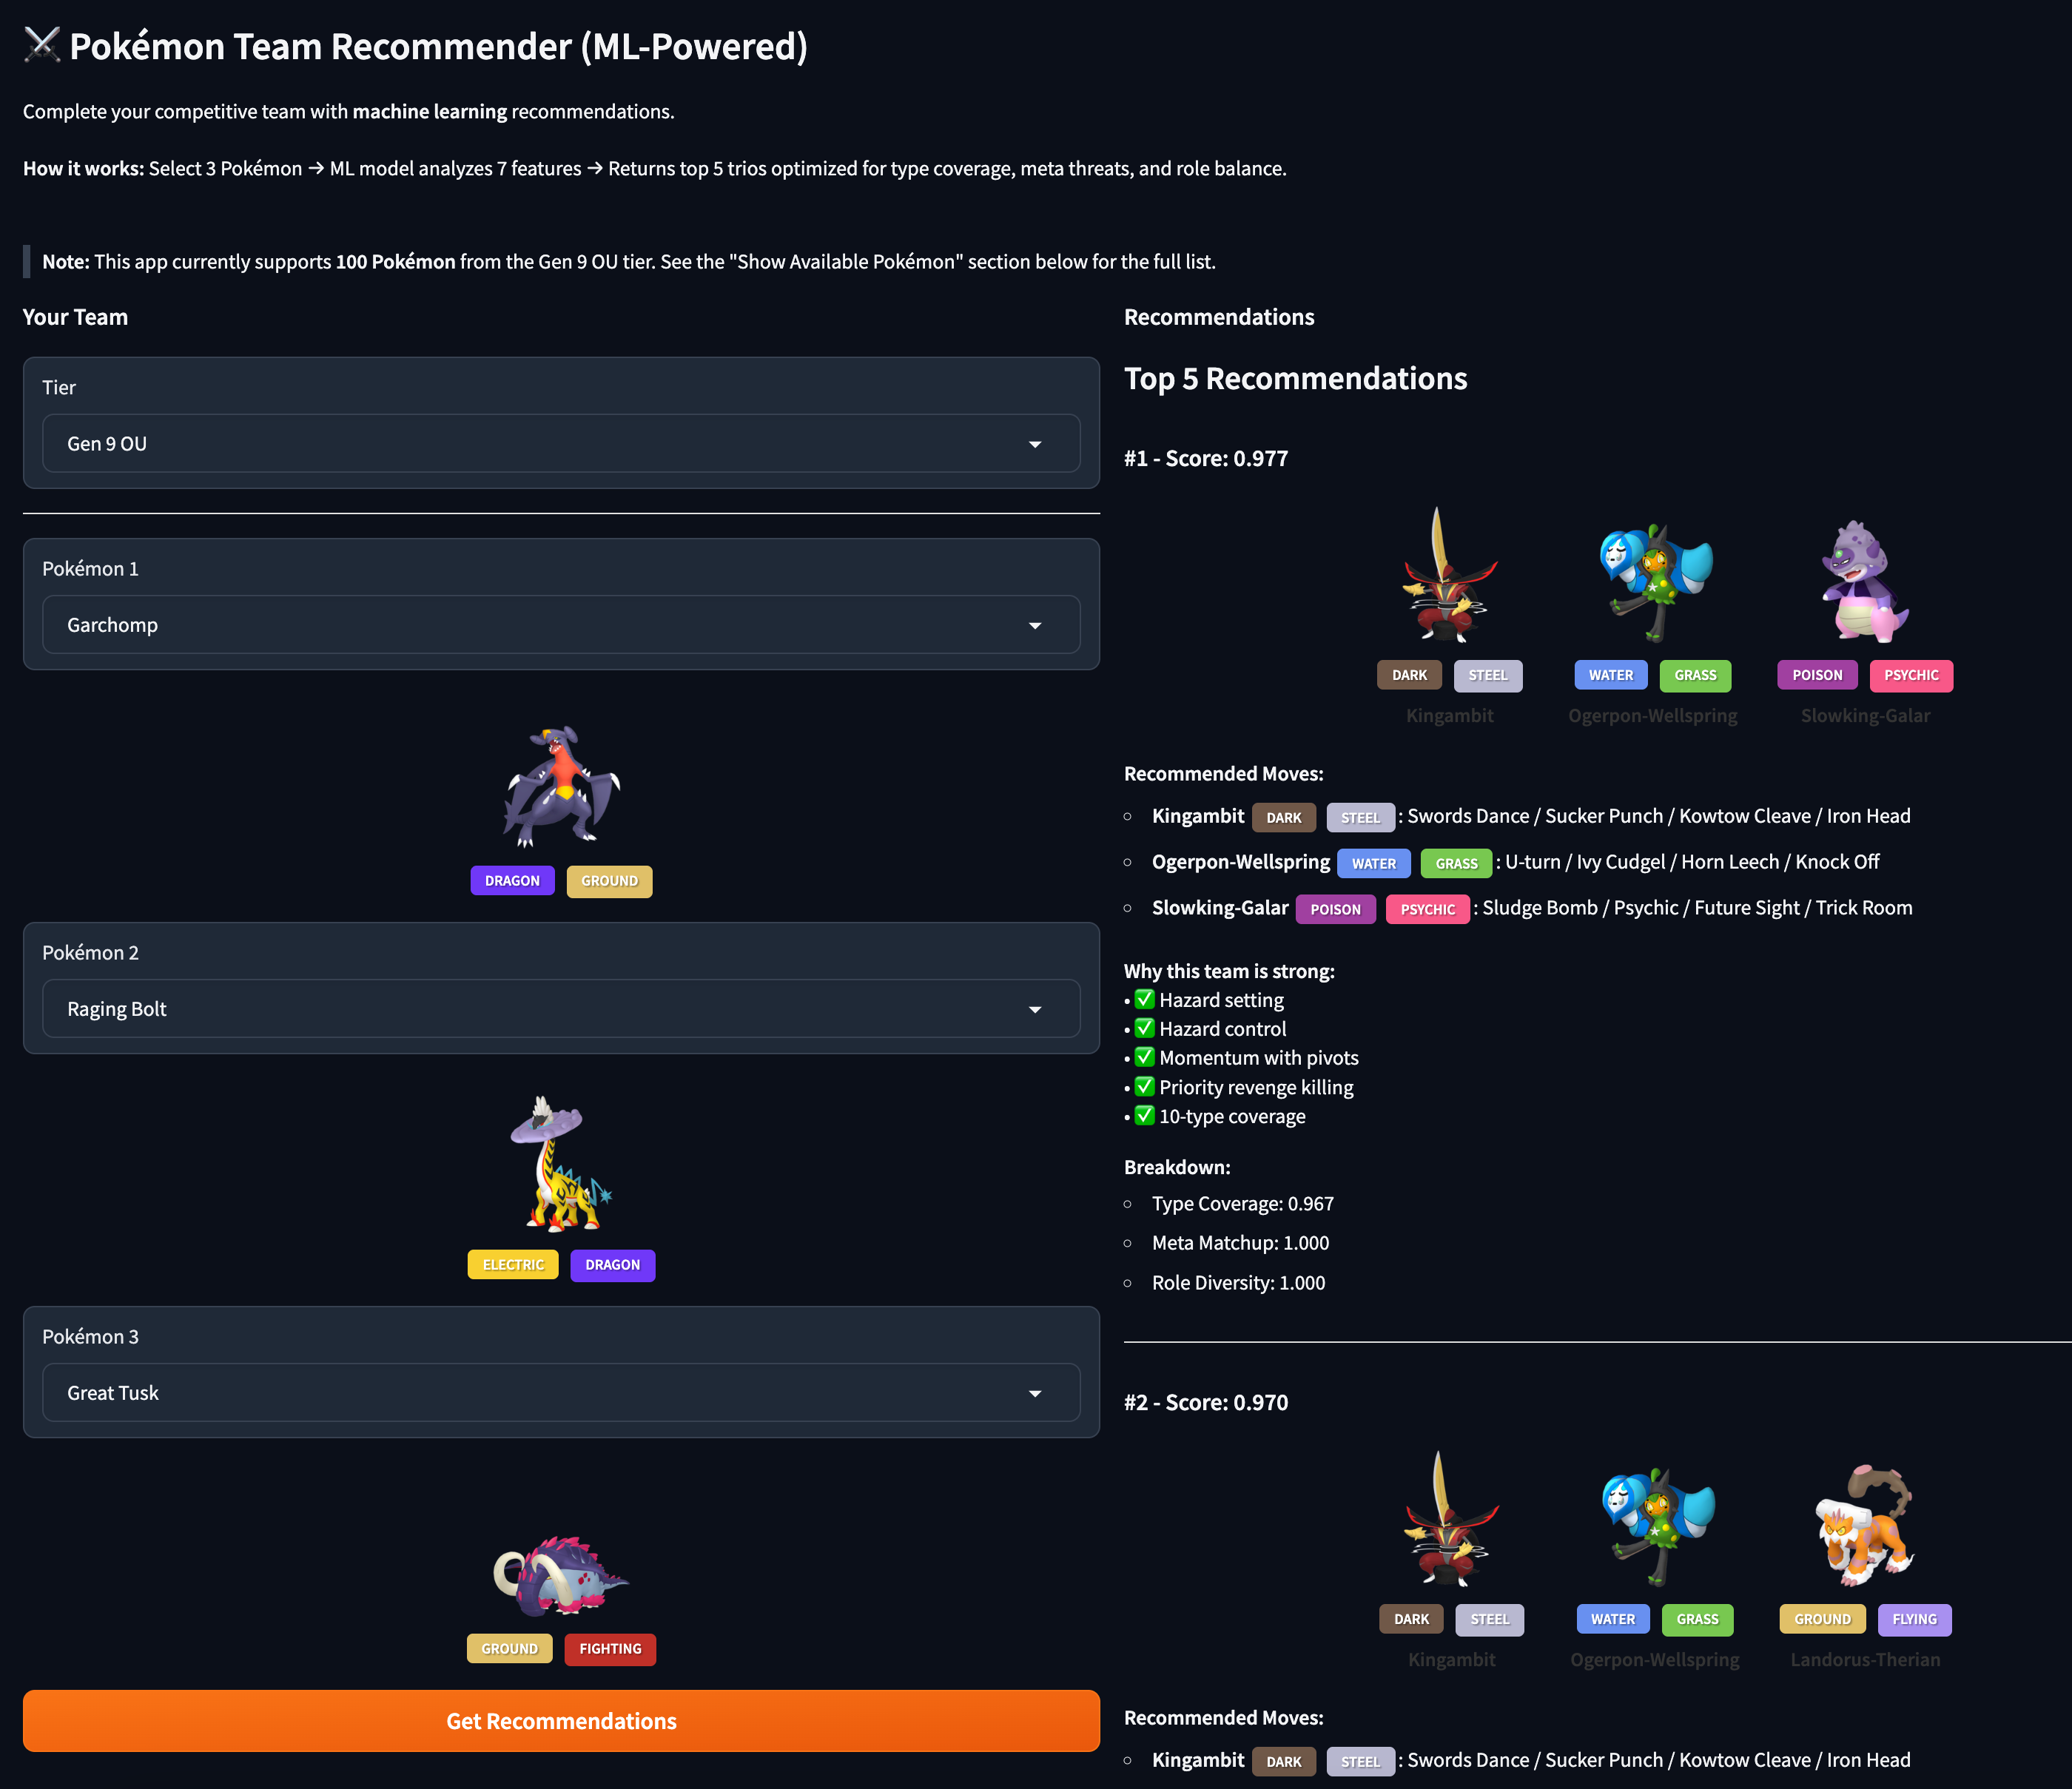 ⚔️ Pokémon Team Recommender (ML-Powered)
Complete your competitive team with machine learning recommendations.
How it works: Select 3 Pokémon → ML model analyzes 7 features → Returns top 5 trios optimized for type coverage, meta threats, and role balance.
Note: This app currently supports 100 Pokémon from the Gen 9 OU tier. See the "Show Available Pokémon" section below for the full list.
Your Team
Tier
Gen 9 OU
Pokémon 1
Garchomp
DRAGON GROUND
Pokémon 2
Raging Bolt
ELECTRIC DRAGON
Pokémon 3
Great Tusk
GROUND FIGHTING
Get Recommendations
Recommendations
Top 5 Recommendations
#1 - Score: 0.977
DARK STEEL WATER GRASS POISON PSYCHIC
Kingambit Ogerpon-Wellspring Slowking-Galar
Recommended Moves:
Kingambit DARK STEEL : Swords Dance / Sucker Punch / Kowtow Cleave / Iron Head
Ogerpon-Wellspring WATER GRASS : U-turn / Ivy Cudgel / Horn Leech / Knock Off
Slowking-Galar POISON PSYCHIC : Sludge Bomb / Psychic / Future Sight / Trick Room
Why this team is strong:
• ✅ Hazard setting
• ✅ Hazard control
• ✅ Momentum with pivots
• ✅ Priority revenge killing
• ✅ 10-type coverage
Breakdown:
Type Coverage: 0.967
Meta Matchup: 1.000
Role Diversity: 1.000
#2 - Score: 0.970
DARK STEEL WATER GRASS GROUND FLYING
Kingambit Ogerpon-Wellspring Landorus-Therian
Recommended Moves:
Kingambit DARK STEEL : Swords Dance / Sucker Punch / Kowtow Cleave / Iron Head